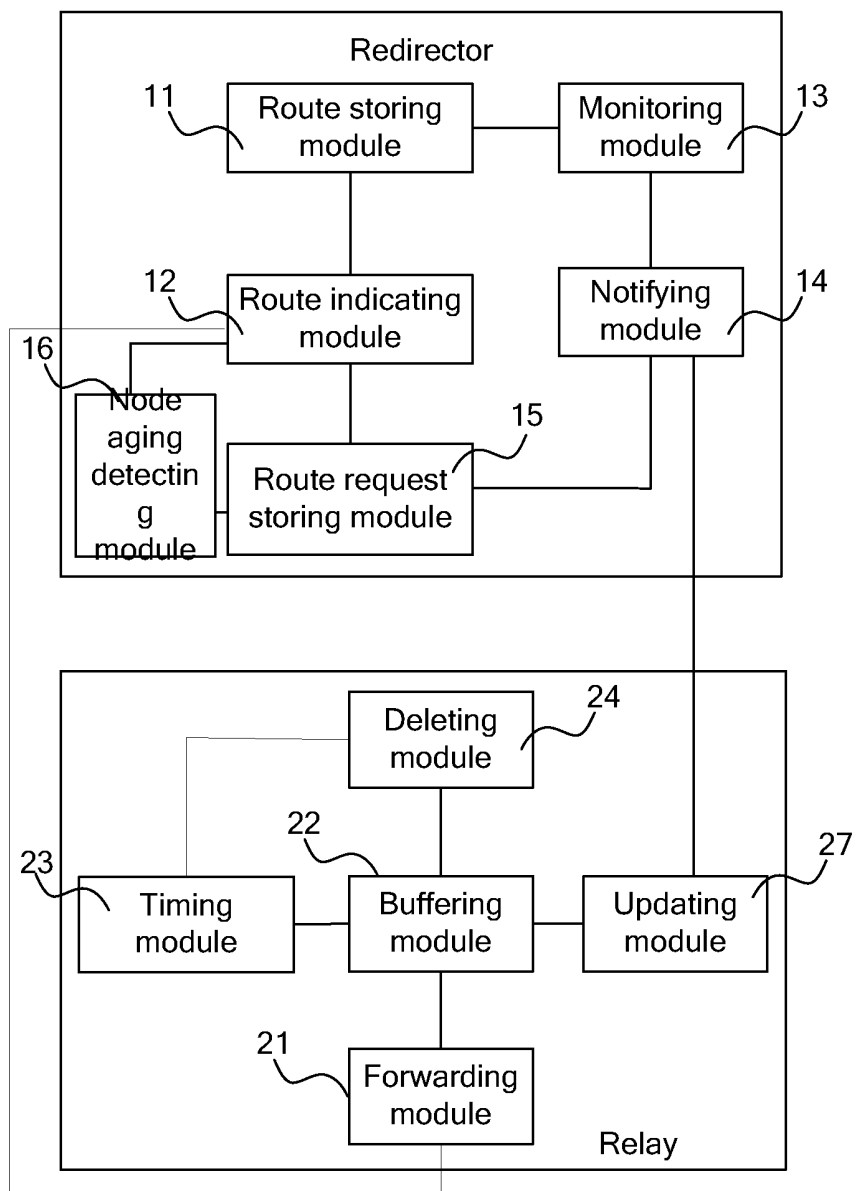 Redirector
11
Route storing
module
Monitoring
module
13
12
Route indicating
module
Notifying
module
14
16
Node
aging
detectin
g
module
15
Route request
storing module
24
Deleting
module
22
23
27
Timing
module
Buffering
module
Updating
module
21
Forwarding
module
Relay